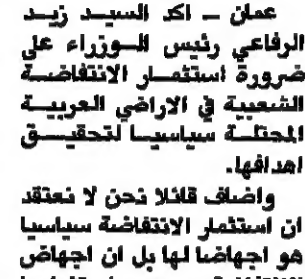 عمان ـ اكد السيد زيد
الرفاعي رئيس الوزراء على
ضرورة استثمار الانتفاضة
الشعبية في الاراضي العربية
المحتلة سياسيا لتحقيق
اهدافها.
واضاف قائلا نحن لا نعتقد
ان استثمار الانتفاضة سياسيا
هو اجهاضا لها بل ان اجهاض